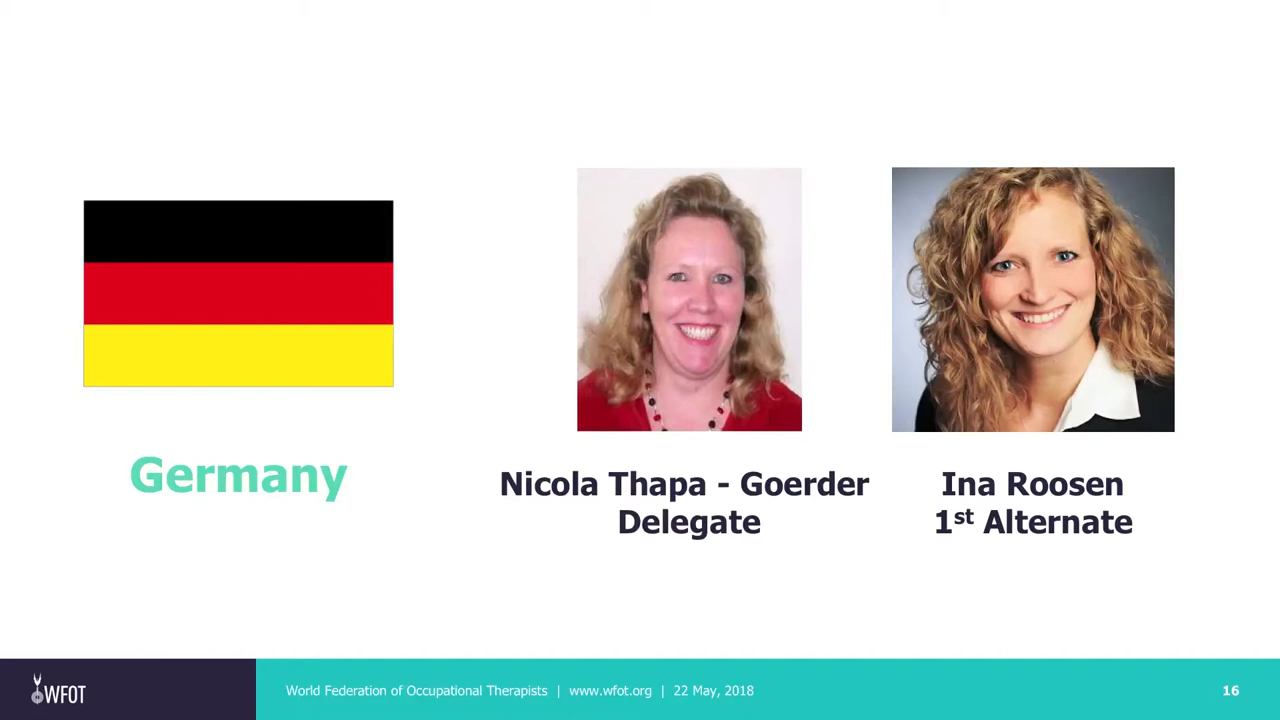 Germany
Nicola Thapa - Goerder
Delegate
Ina Roosen
1st Alternate
WFOT
World Federation of Occupational Therapists | www.wfot.org | 22 May, 2018
16